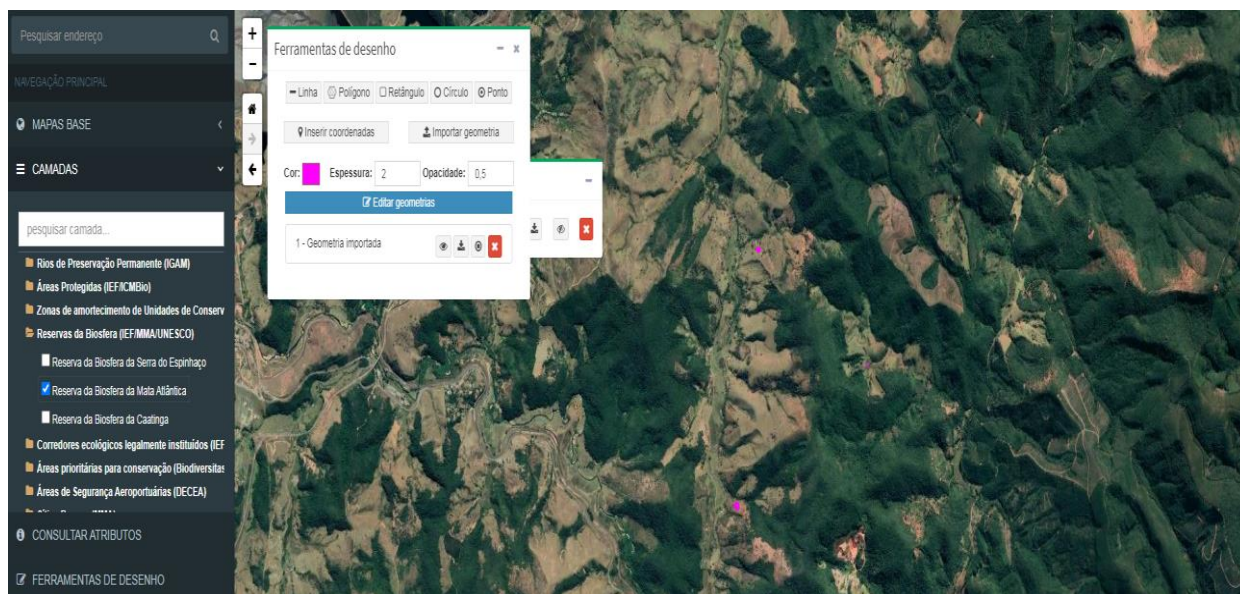 Pesquisar endereço
NAVEGAÇÃO PRINCIPAL
MAPAS BASE
CAMADAS
pesquisar camada...
Rios de Preservação Permanente (IGAM)
Áreas Protegidas (IEF/ICMBio)
Zonas de amortecimento de Unidades de Conserv
Reservas da Biosfera (IEF/MMA/UNESCO)
Reserva da Biosfera da Serra do Espinhaço
Reserva da Biosfera da Mata Atlântica
Reserva da Biosfera da Caatinga
Corredores ecológicos legalmente instituídos (IEF
Áreas prioritárias para conservação (Biodiversitas
Áreas de Segurança Aeroportuárias (DECEA)
CONSULTAR ATRIBUTOS
FERRAMENTAS DE DESENHO
Ferramentas de desenho
Linha Polígono Retângulo Círculo Ponto
Inserir coordenadas Importar geometria
Cor: Espessura: 2 Opacidade: 0,5
Editar geometrias
1 - Geometria importada